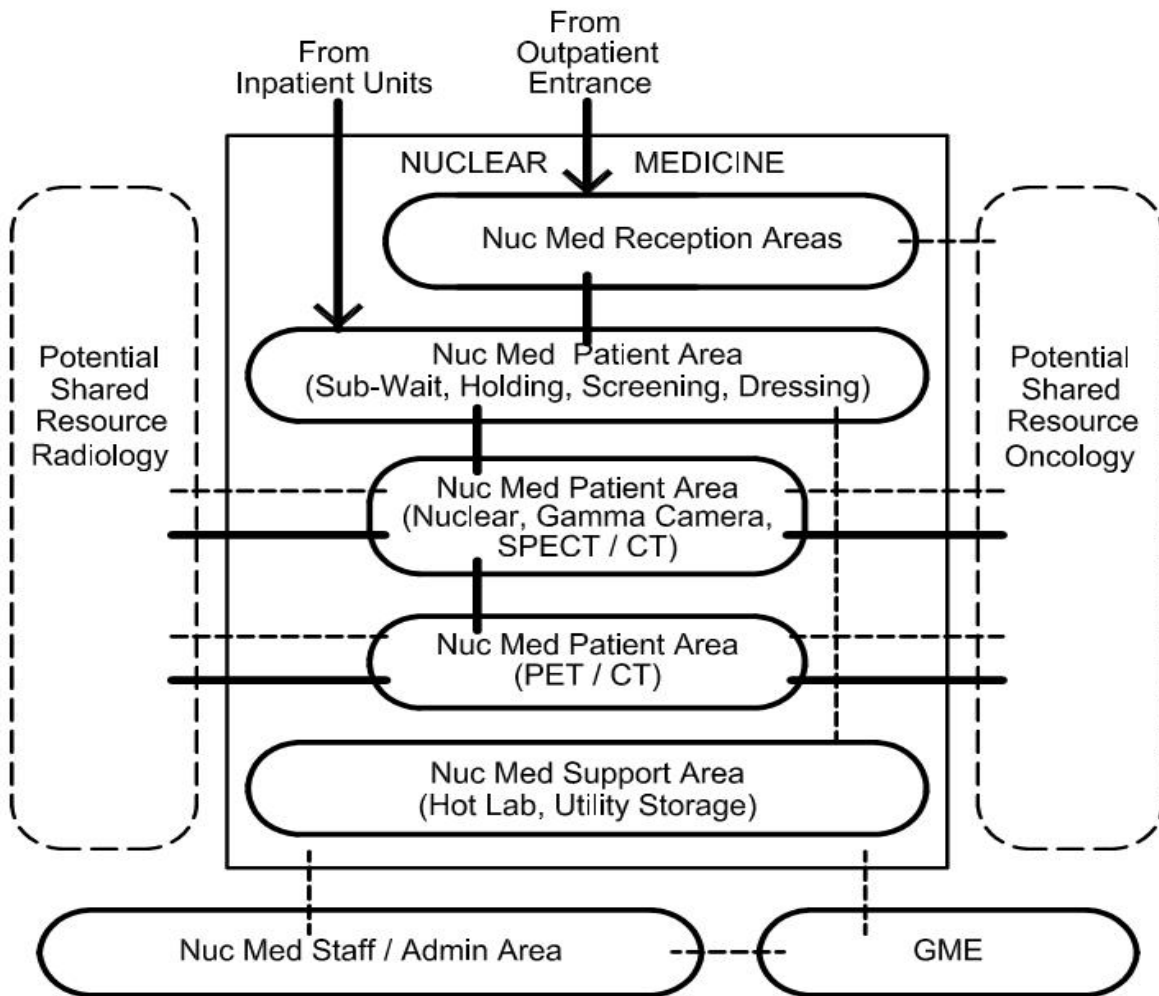 From
Inpatient Units
From
Outpatient
Entrance
NUCLEAR MEDICINE
Nuc Med Reception Areas
Potential
Shared
Resource
Radiology
Nuc Med Patient Area
(Sub-Wait, Holding, Screening, Dressing)
Potential
Shared
Resource
Oncology
Nuc Med Patient Area
(Nuclear, Gamma Camera,
SPECT / CT)
Nuc Med Patient Area
(PET / CT)
Nuc Med Support Area
(Hot Lab, Utility Storage)
Nuc Med Staff / Admin Area
GME